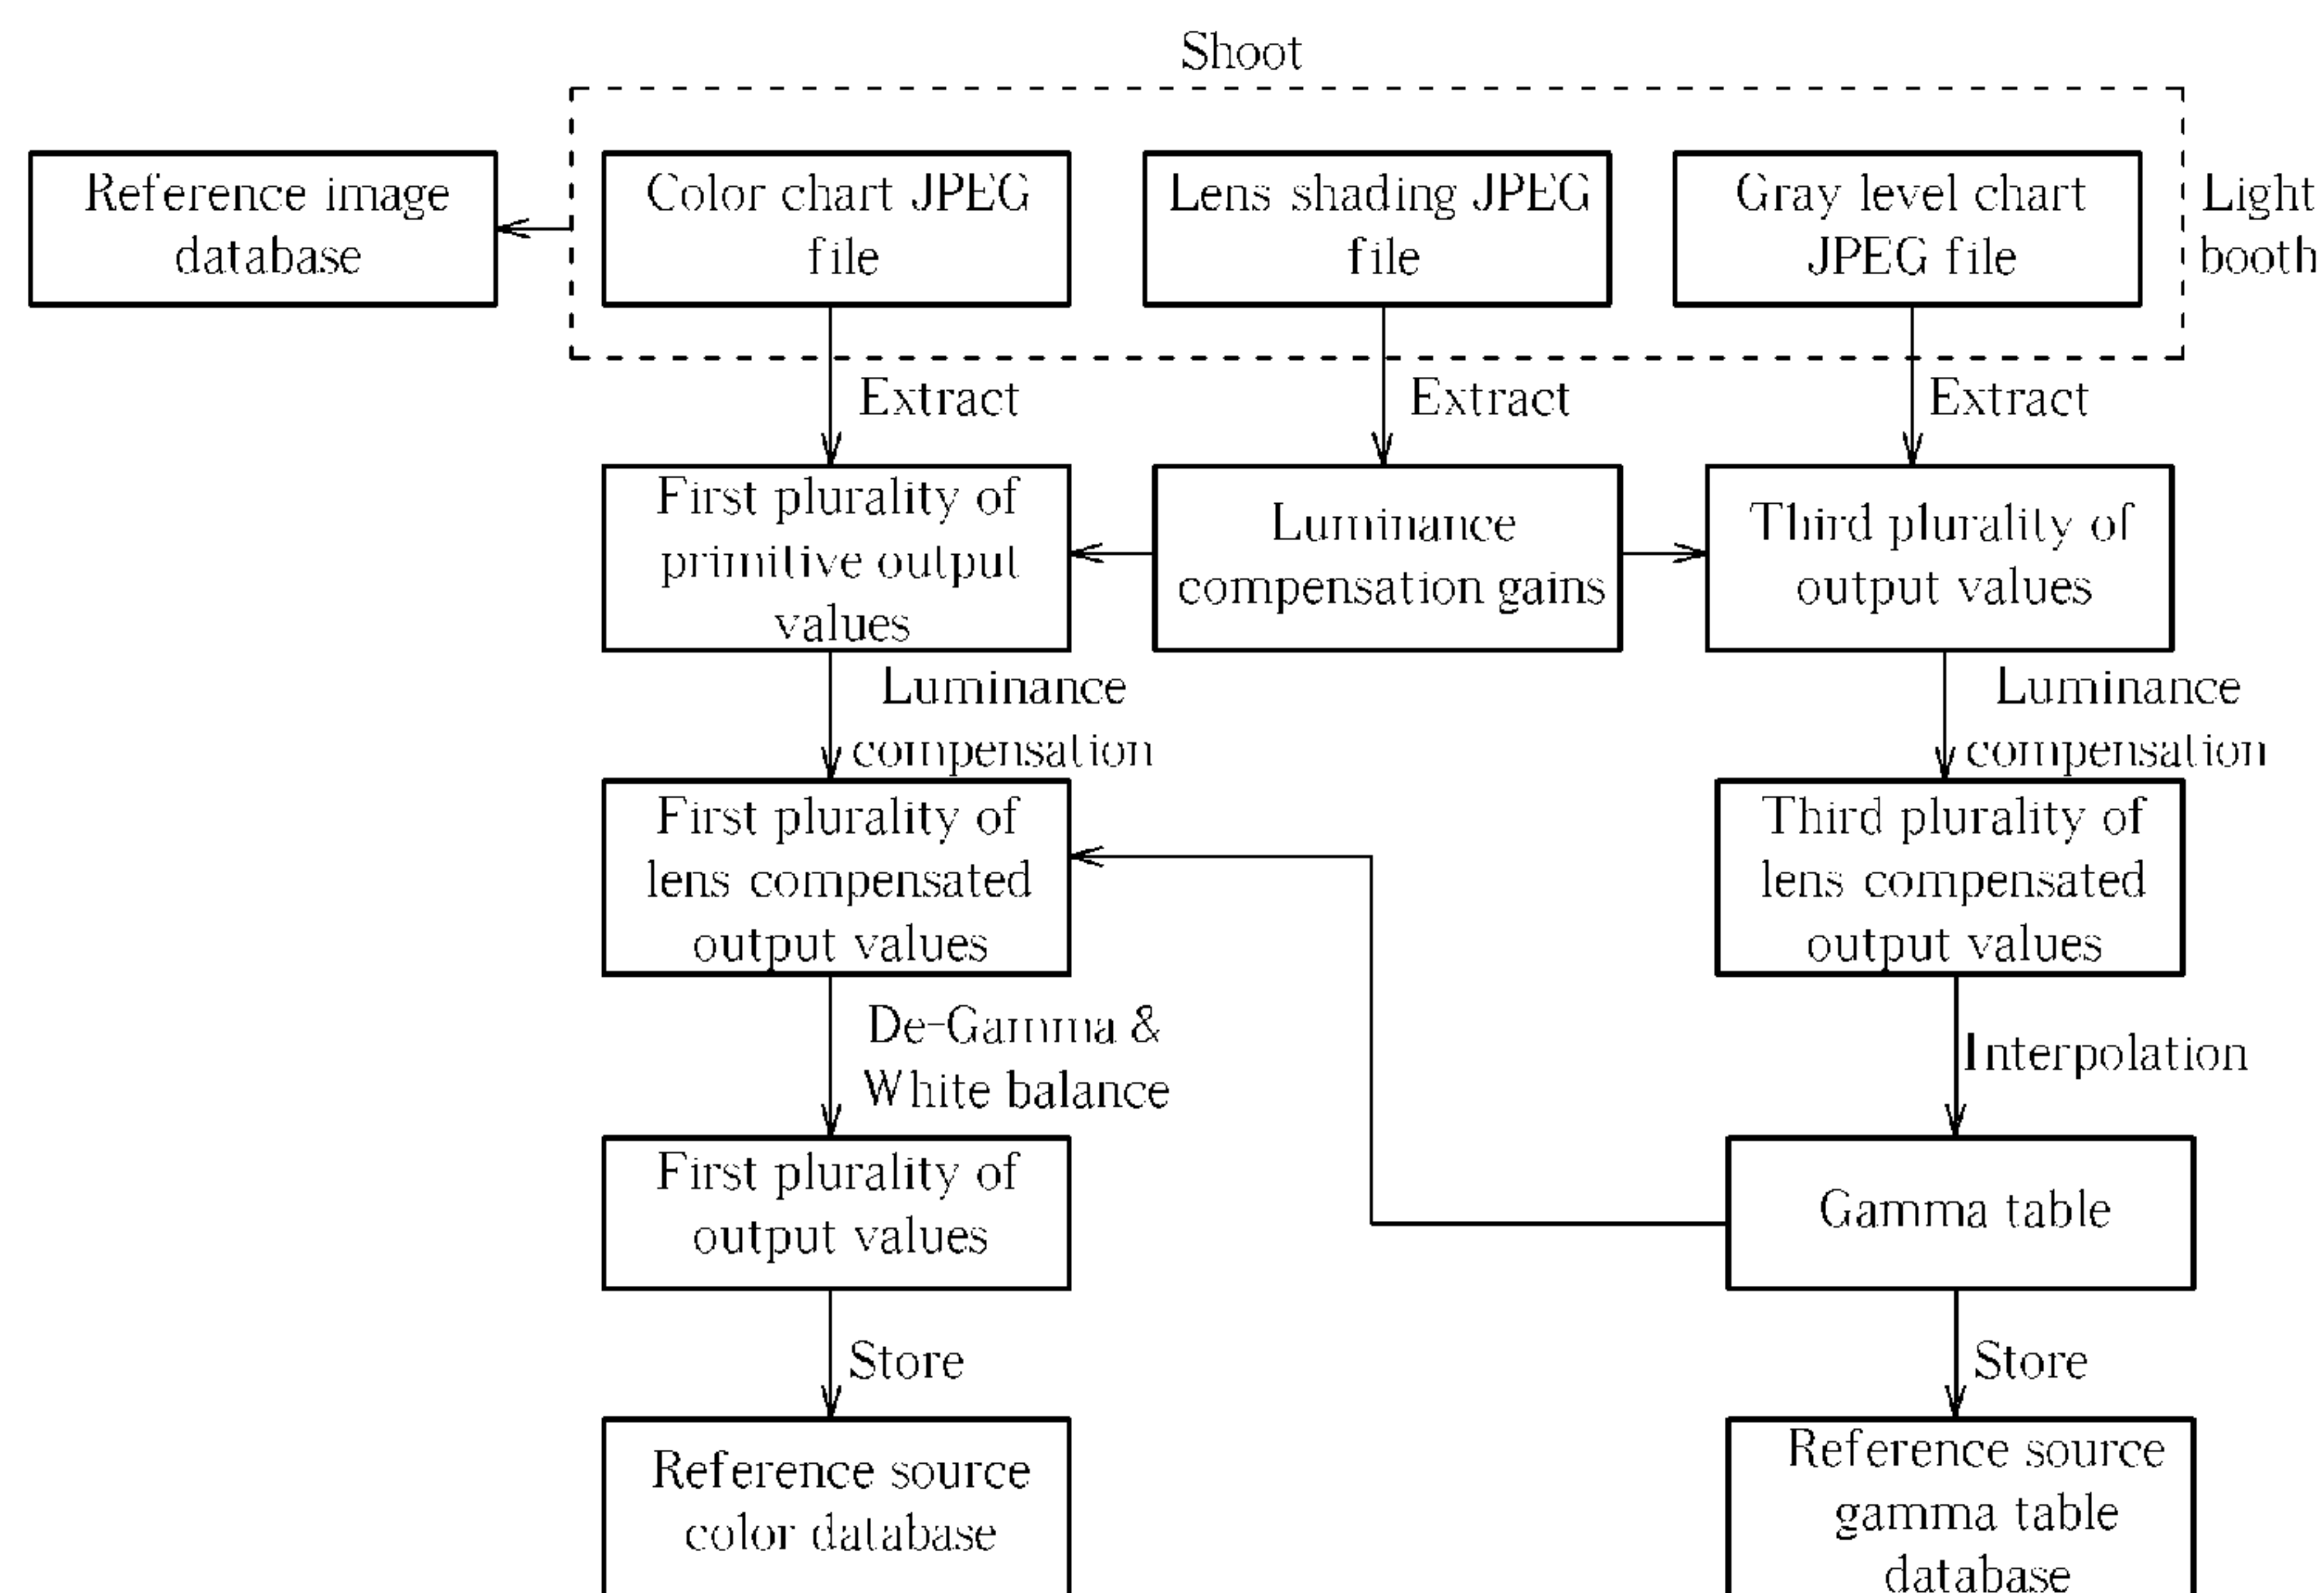 Shoot
Reference image
database
Color chart JPEG
file
Lens shading JPEG
file
Gray level chart
JPEG file
Light
booth
Extract
Extract
Extract
First plurality of
primitive output
values
Luminance
compensation gains
Third plurality of
output values
Luminance
compensation
Luminance
compensation
First plurality of
lens compensated
output values
Third plurality of
lens compensated
output values
De-Gamma &
White balance
Interpolation
First plurality of
output values
Gamma table
Store
Store
Reference source
color database
Reference source
gamma table
database